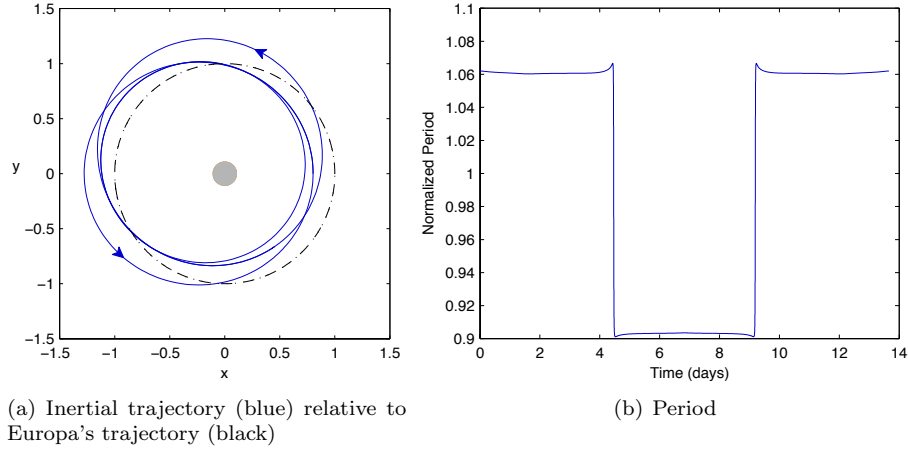 1.5
1
0.5
0
−0.5
−1
−1.5
y
−1.5 −1 −0.5 0 0.5 1 1.5
x
1.1
1.08
1.06
1.04
1.02
1
0.98
0.96
0.94
0.92
0.9
Normalized Period
0 2 4 6 8 10 12 14
Time (days)
(a) Inertial trajectory (blue) relative to
Europa's trajectory (black)
(b) Period